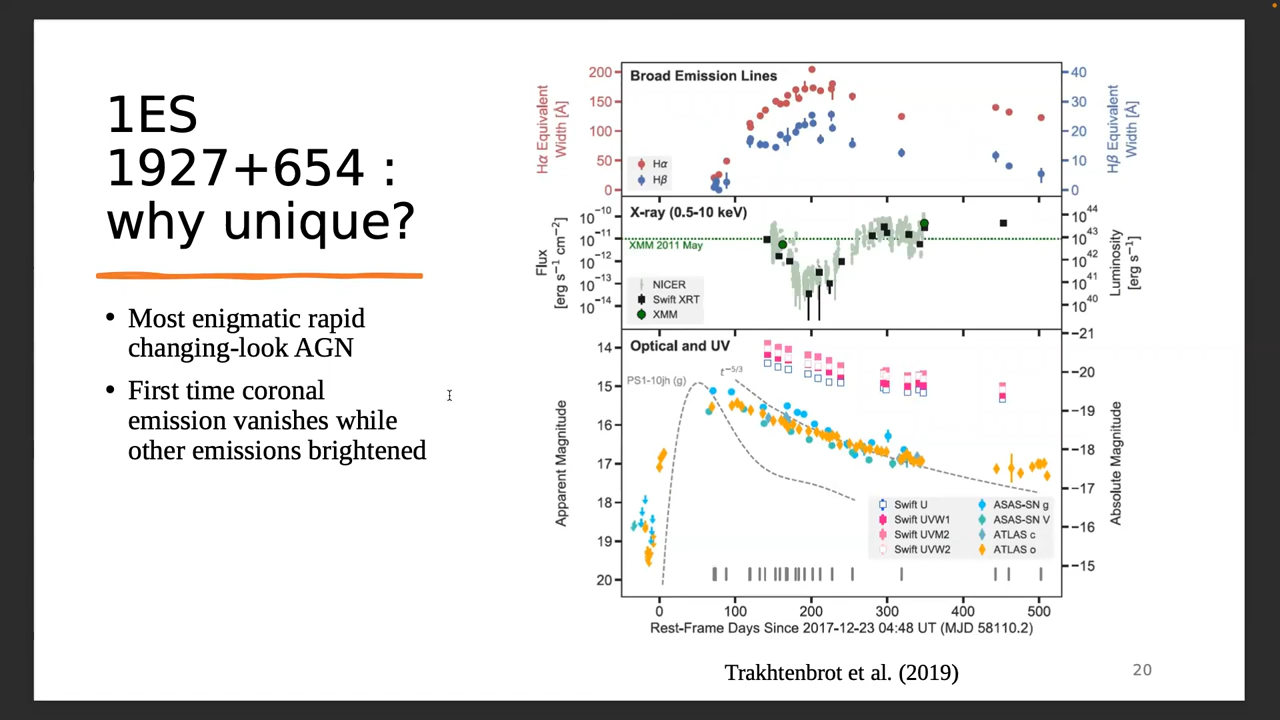 1ES
1927+654 :
why unique?
• Most enigmatic rapid
changing-look AGN
• First time coronal
emission vanishes while
other emissions brightened
Broad Emission Lines
Hα Equivalent
Width [Å]
200
150
100
50
0
Hα
Hβ
40
30
20
10
0
Hβ Equivalent
Width [Å]
X-ray (0.5-10 keV)
Flux
[erg s⁻¹ cm⁻²]
10⁻¹⁰
10⁻¹¹
10⁻¹²
10⁻¹³
10⁻¹⁴
XMM 2011 May
NICER
Swift XRT
XMM
10⁴⁴
10⁴³
10⁴²
10⁴¹
10⁴⁰
Luminosity
[erg s⁻¹]
Optical and UV
Apparent Magnitude
14
15
16
17
18
19
20
PS1-10jh (g)
t⁻⁵/³
Swift U
Swift UVW1
Swift UVM2
Swift UVW2
ASAS-SN g
ASAS-SN V
ATLAS c
ATLAS o
−21
−20
−19
−18
−17
−16
−15
Absolute Magnitude
0 100 200 300 400 500
Rest-Frame Days Since 2017-12-23 04:48 UT (MJD 58110.2)
Trakhtenbrot et al. (2019)
20